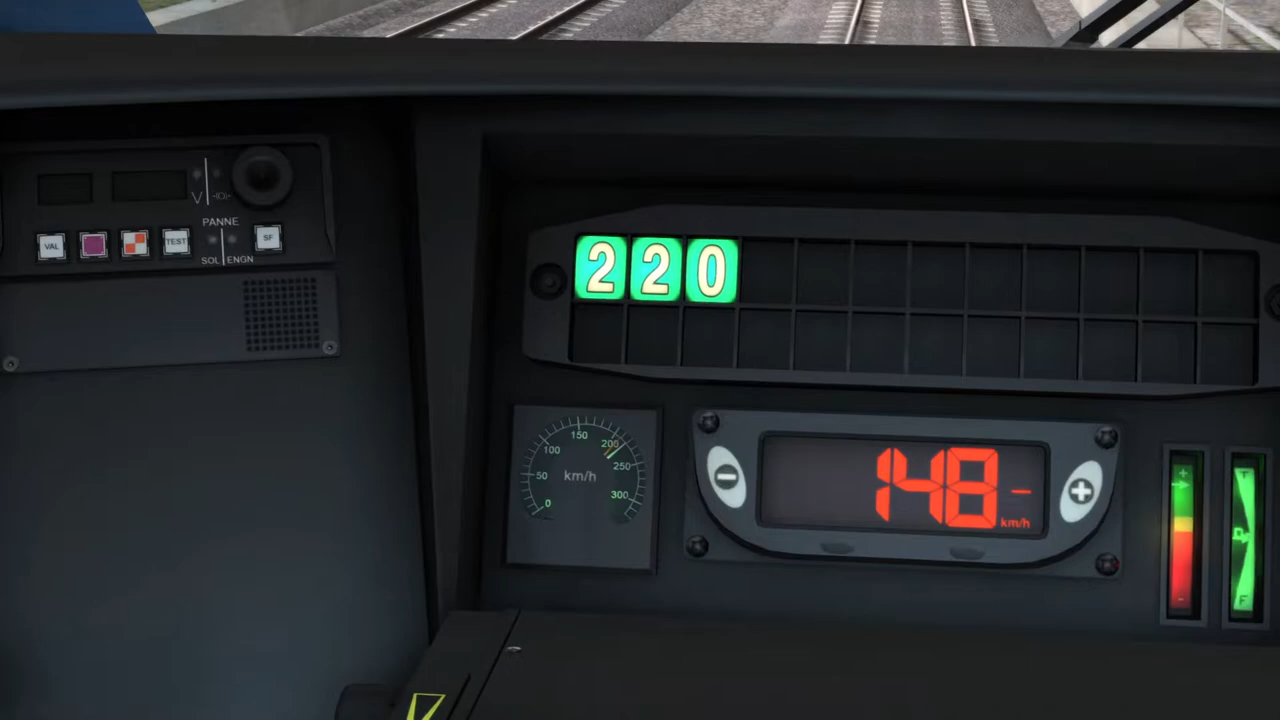 V -(D)-
PANNE
VAL TEST SF
SOL ENGN
220
0 50 100 150 200 250 300
km/h
148-
km/h
+
-
T
F